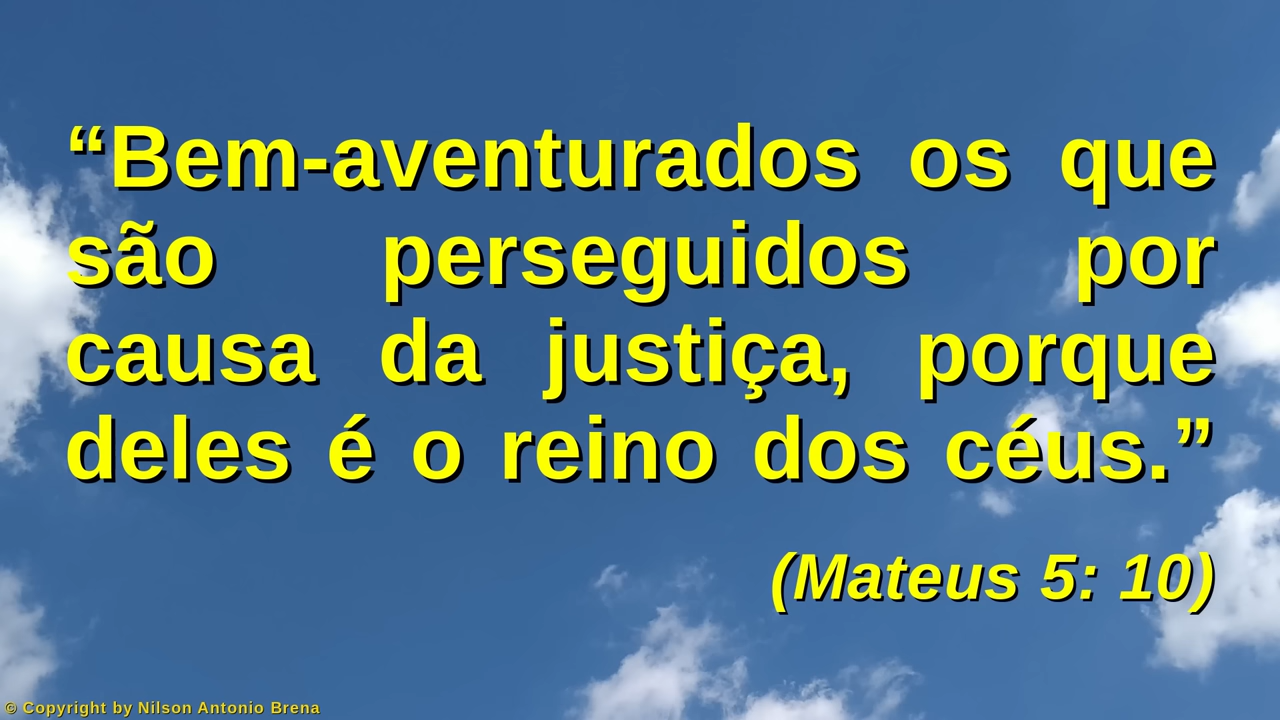 “Bem-aventurados os que
são perseguidos por
causa da justiça, porque
deles é o reino dos céus.”
(Mateus 5: 10)
© Copyright by Nilson Antonio Brena